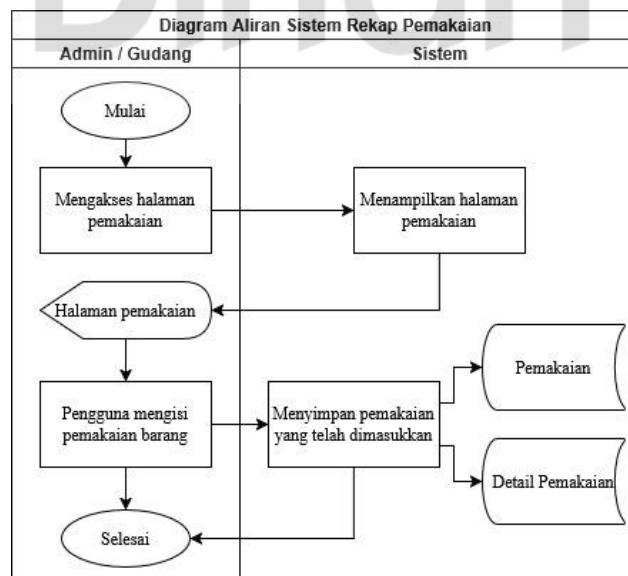 Diagram Aliran Sistem Rekap Pemakaian
Admin / Gudang
Sistem
Mulai
Mengakses halaman
pemakaian
Menampilkan halaman
pemakaian
Halaman pemakaian
Pengguna mengisi
pemakaian barang
Menyimpan pemakaian
yang telah dimasukkan
Pemakaian
Detail Pemakaian
Selesai